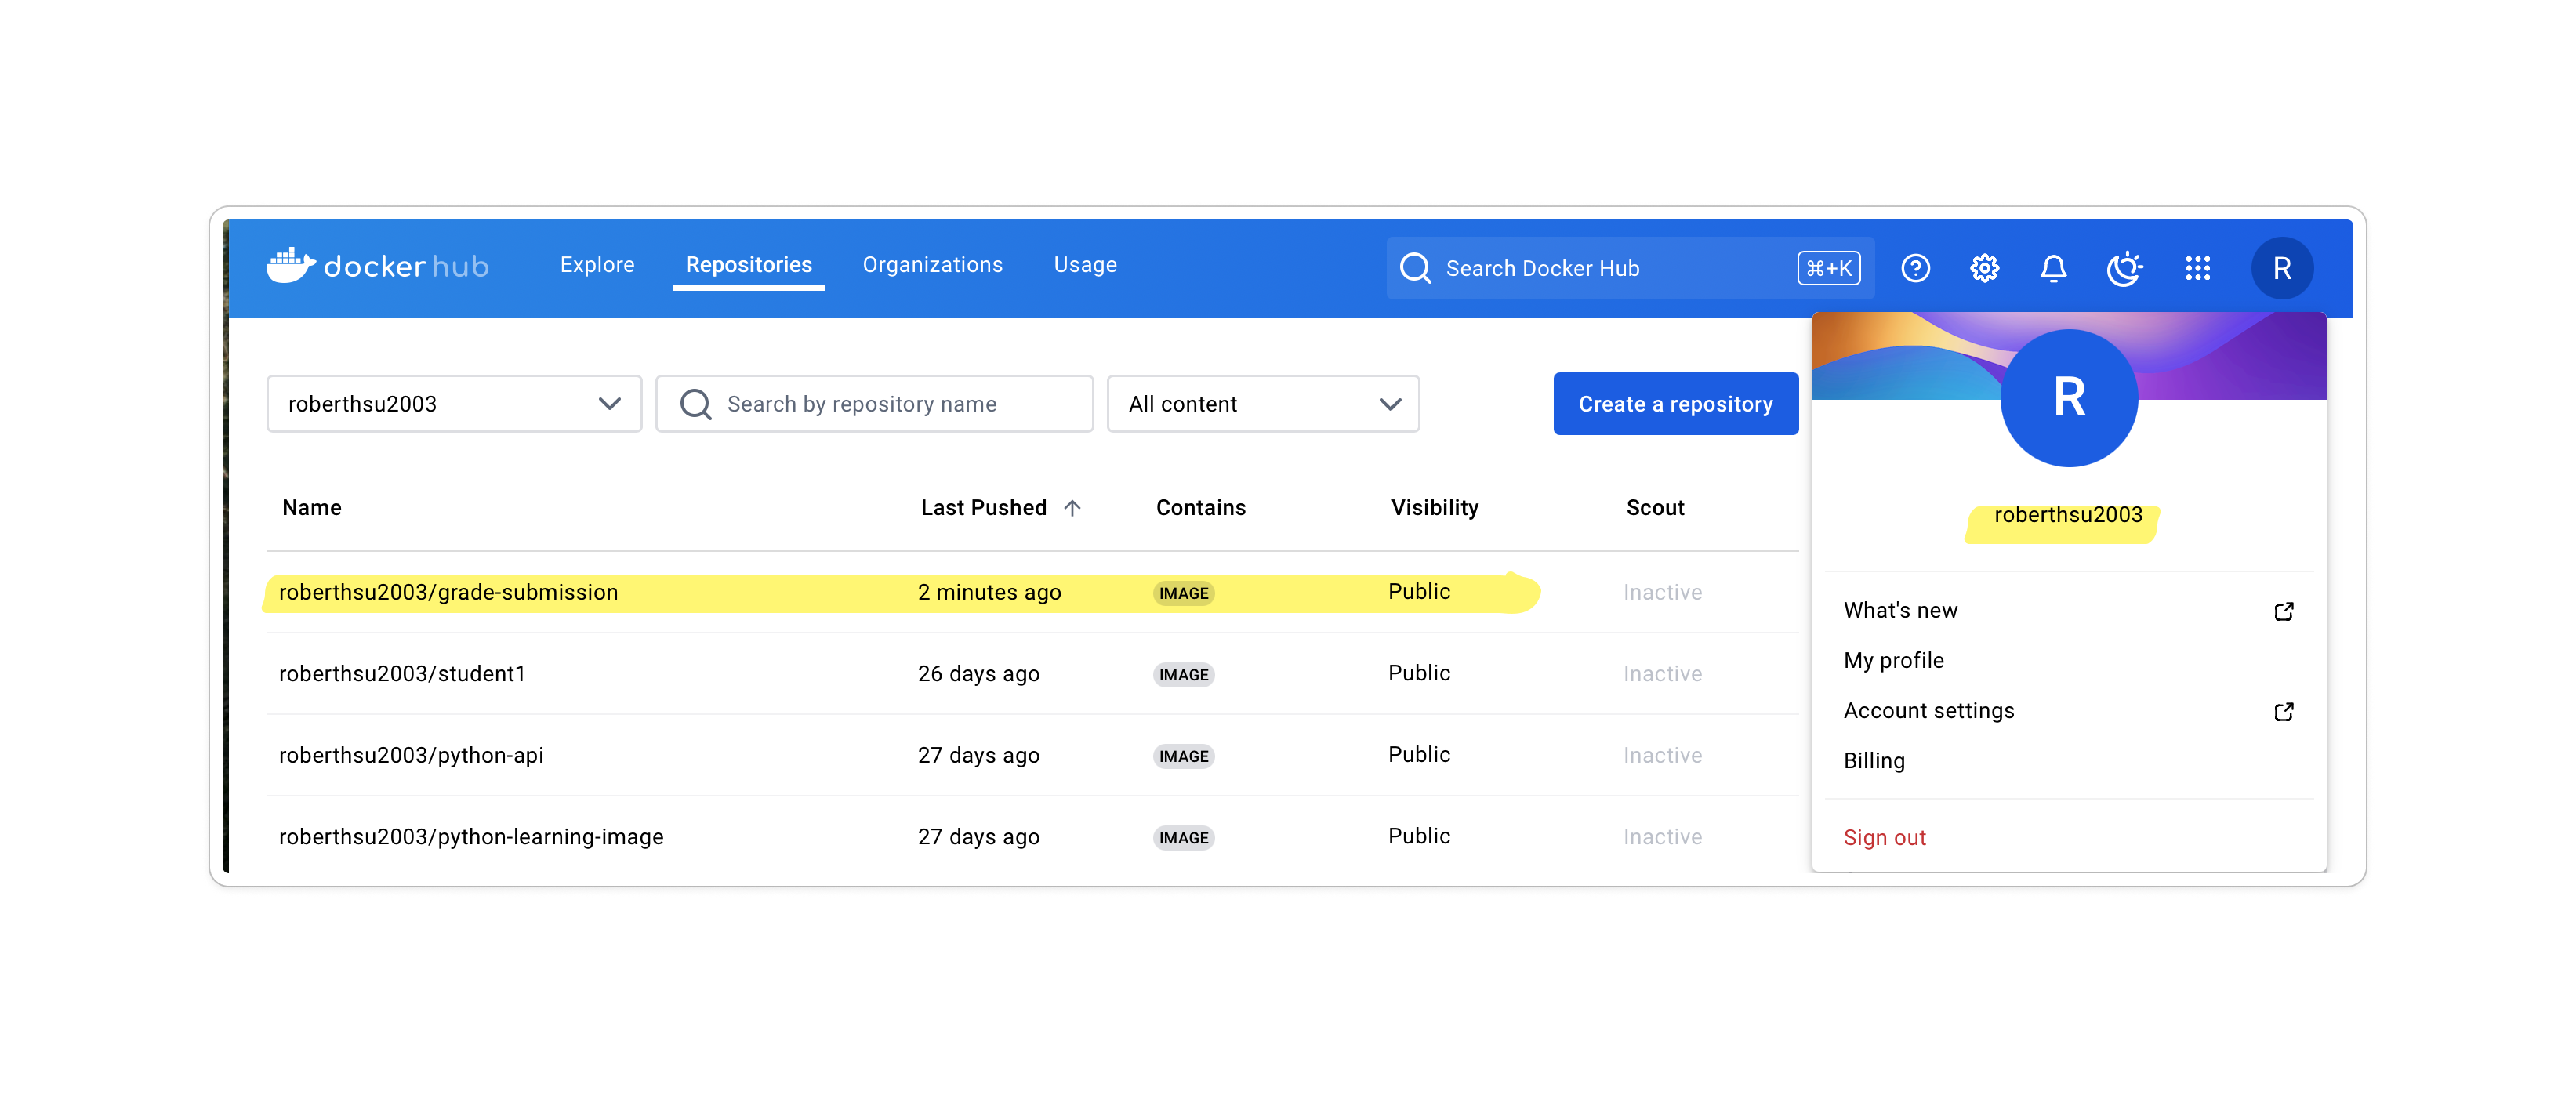 docker hub Explore Repositories Organizations Usage Search Docker Hub ⌘+K ? R
roberthsu2003 Search by repository name All content Create a repository
Name Last Pushed Contains Visibility Scout
roberthsu2003/grade-submission 2 minutes ago IMAGE Public Inactive
roberthsu2003/student1 26 days ago IMAGE Public Inactive
roberthsu2003/python-api 27 days ago IMAGE Public Inactive
roberthsu2003/python-learning-image 27 days ago IMAGE Public Inactive
R
roberthsu2003
What's new
My profile
Account settings
Billing
Sign out